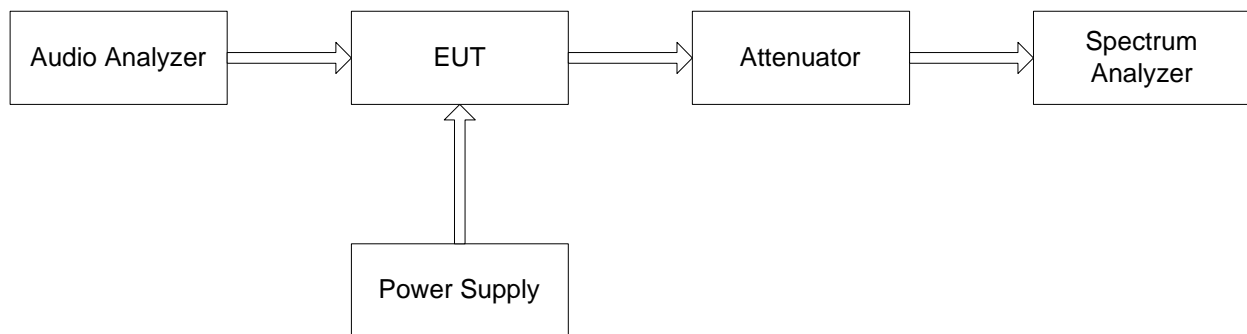 Audio Analyzer
EUT
Attenuator
Spectrum
Analyzer
Power Supply